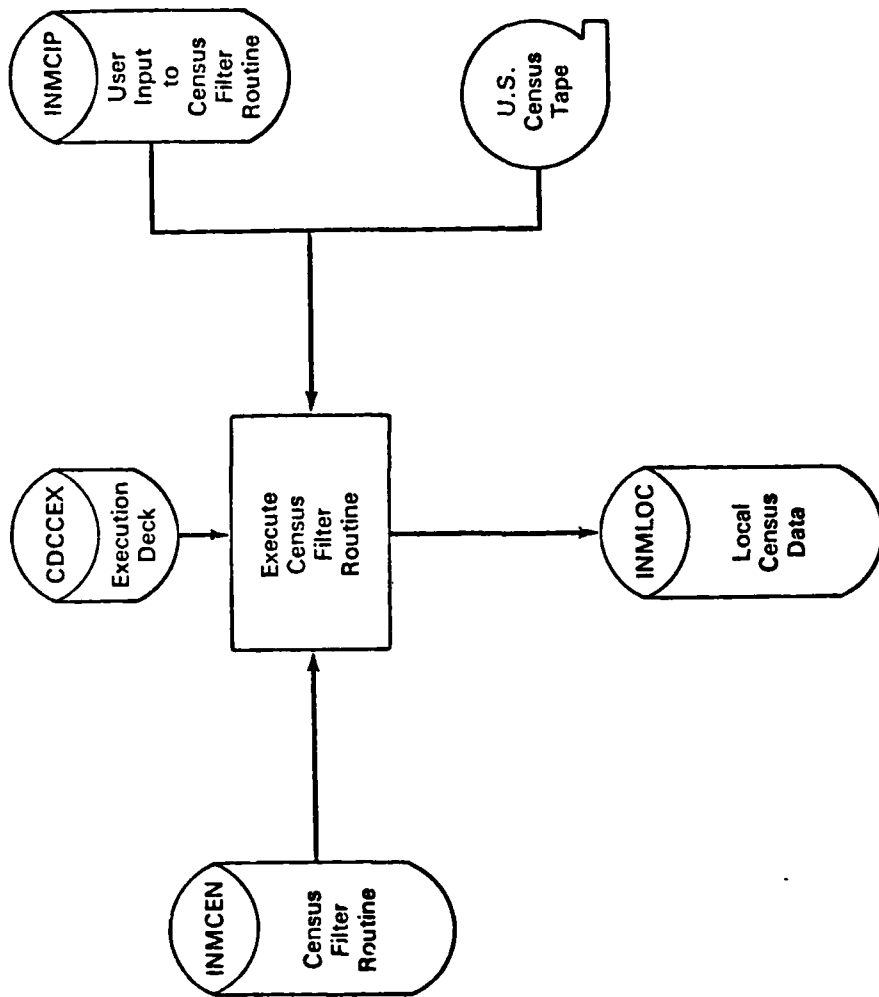 INMCIP
User
Input
to
Census
Filter
Routine
U.S.
Census
Tape
CDCCEX
Execution
Deck
Execute
Census
Filter
Routine
INMLOC
Local
Census
Data
INMCEN
Census
Filter
Routine